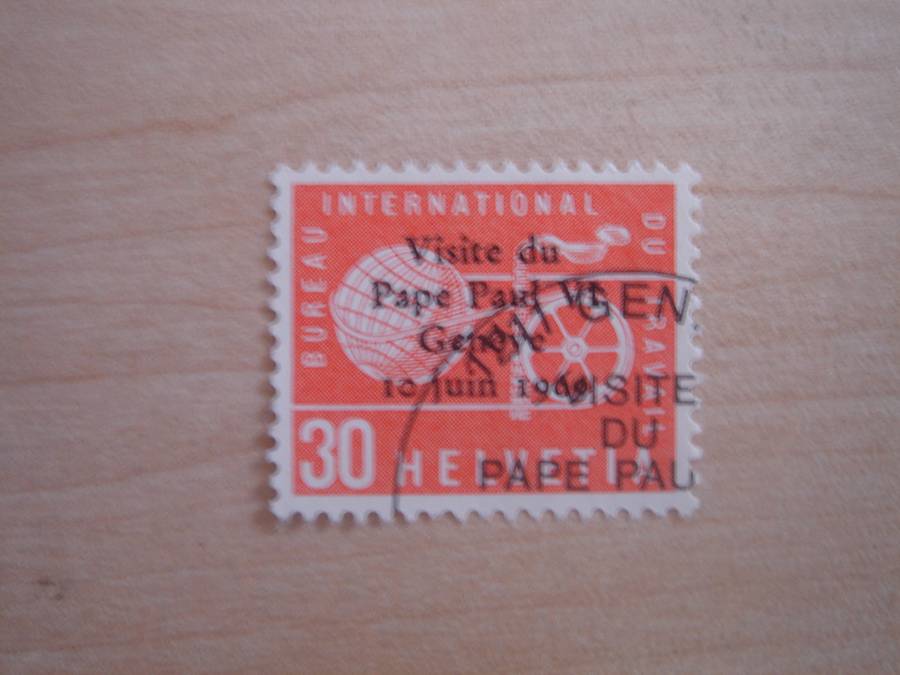 BUREAU INTERNATIONAL DU TRAVAIL
Visite du
Pape Paul VI
Genève
10 juin 1969
30 HELVETIA
GEN
VISITE
DU
PAPE PAU